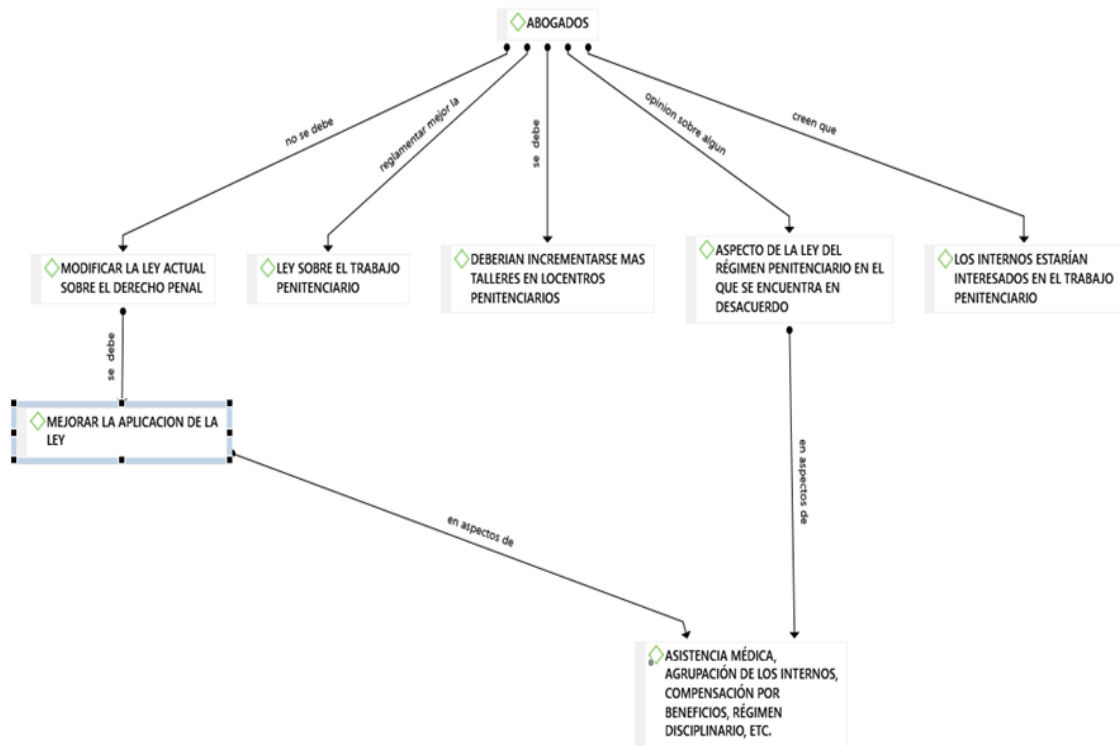 ABOGADOS
no se debe
reglamentar mejor la
se debe
opinion sobre algun
creen que
MODIFICAR LA LEY ACTUAL
SOBRE EL DERECHO PENAL
LEY SOBRE EL TRABAJO
PENITENCIARIO
DEBERIAN INCREMENTARSE MAS
TALLERES EN LOCENTROS
PENITENCIARIOS
ASPECTO DE LA LEY DEL
RÉGIMEN PENITENCIARIO EN EL
QUE SE ENCUENTRA EN
DESACUERDO
LOS INTERNOS ESTARÍAN
INTERESADOS EN EL TRABAJO
PENITENCIARIO
se debe
MEJORAR LA APLICACION DE LA
LEY
en aspectos de
en aspectos de
ASISTENCIA MÉDICA,
AGRUPACIÓN DE LOS INTERNOS,
COMPENSACIÓN POR
BENEFICIOS, RÉGIMEN
DISCIPLINARIO, ETC.